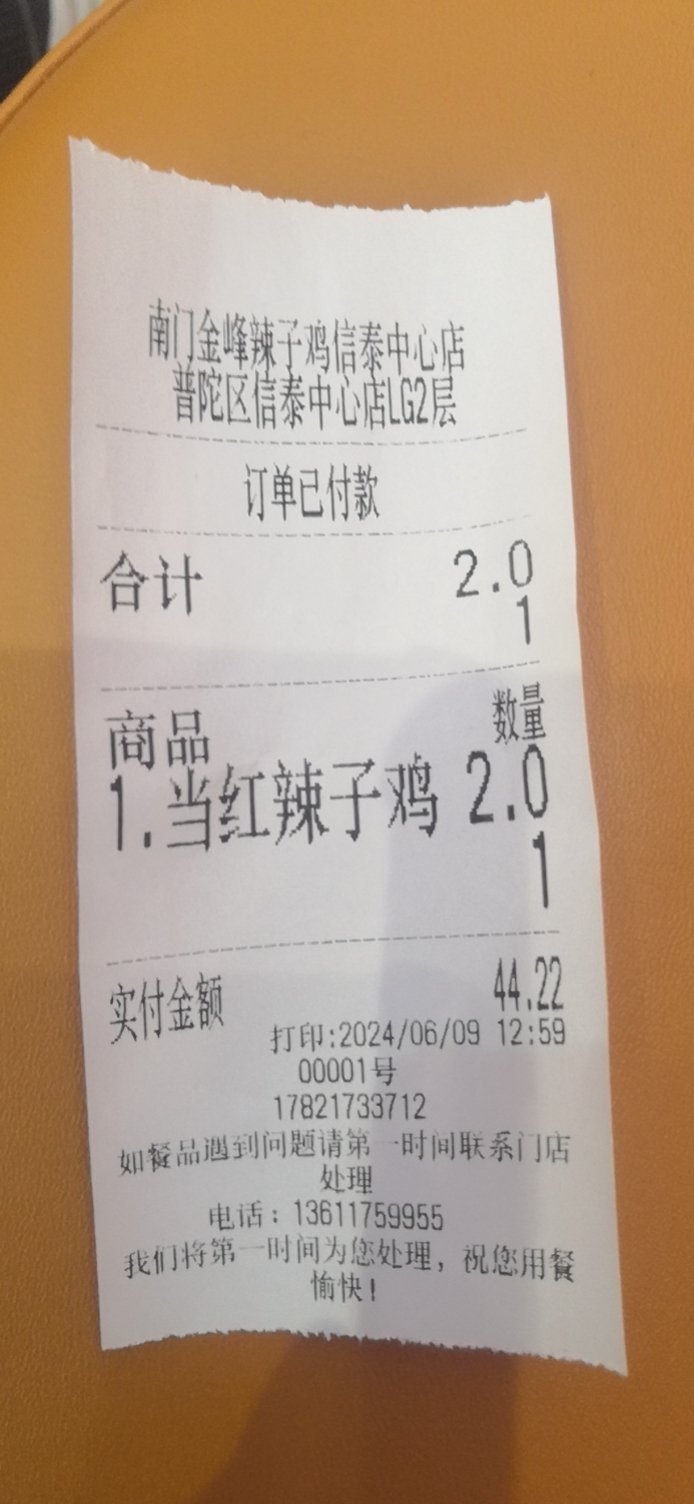 南门金峰辣子鸡信泰中心店
普陀区信泰中心店LG2层
订单已付款
合计 2.0
1
商品 数量
1.当红辣子鸡 2.0
1
实付金额 44.22
打印:2024/06/09 12:59
00001号
17821733712
如餐品遇到问题请第一时间联系门店
处理
电话：13611759955
我们将第一时间为您处理，祝您用餐
愉快！